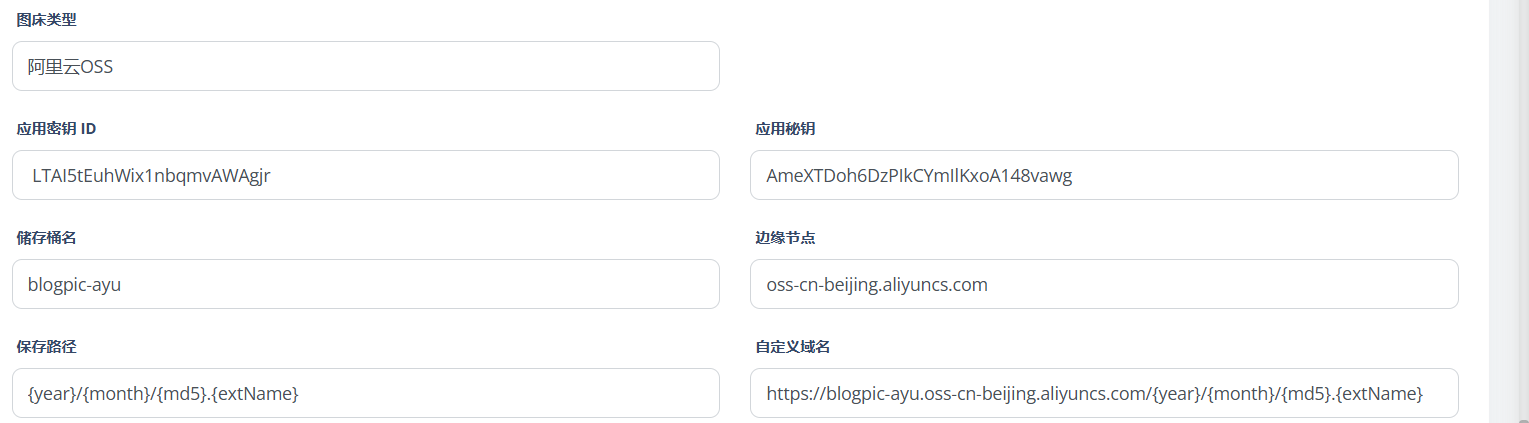 图床类型
阿里云OSS
应用密钥 ID
应用秘钥
LTAI5tEuhWix1nbqmvAWAgjr
AmeXTDoh6DzPIkCYmIlKxoA148vawg
储存桶名
边缘节点
blogpic-ayu
oss-cn-beijing.aliyuncs.com
保存路径
自定义域名
{year}/{month}/{md5}.{extName}
https://blogpic-ayu.oss-cn-beijing.aliyuncs.com/{year}/{month}/{md5}.{extName}